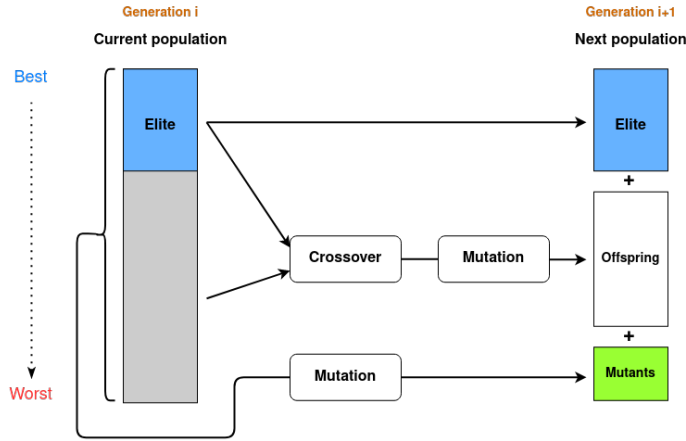 Generation i
Generation i+1
Current population
Next population
Best
Elite
Elite
+
Crossover
Mutation
Offspring
+
Mutation
Mutants
Worst